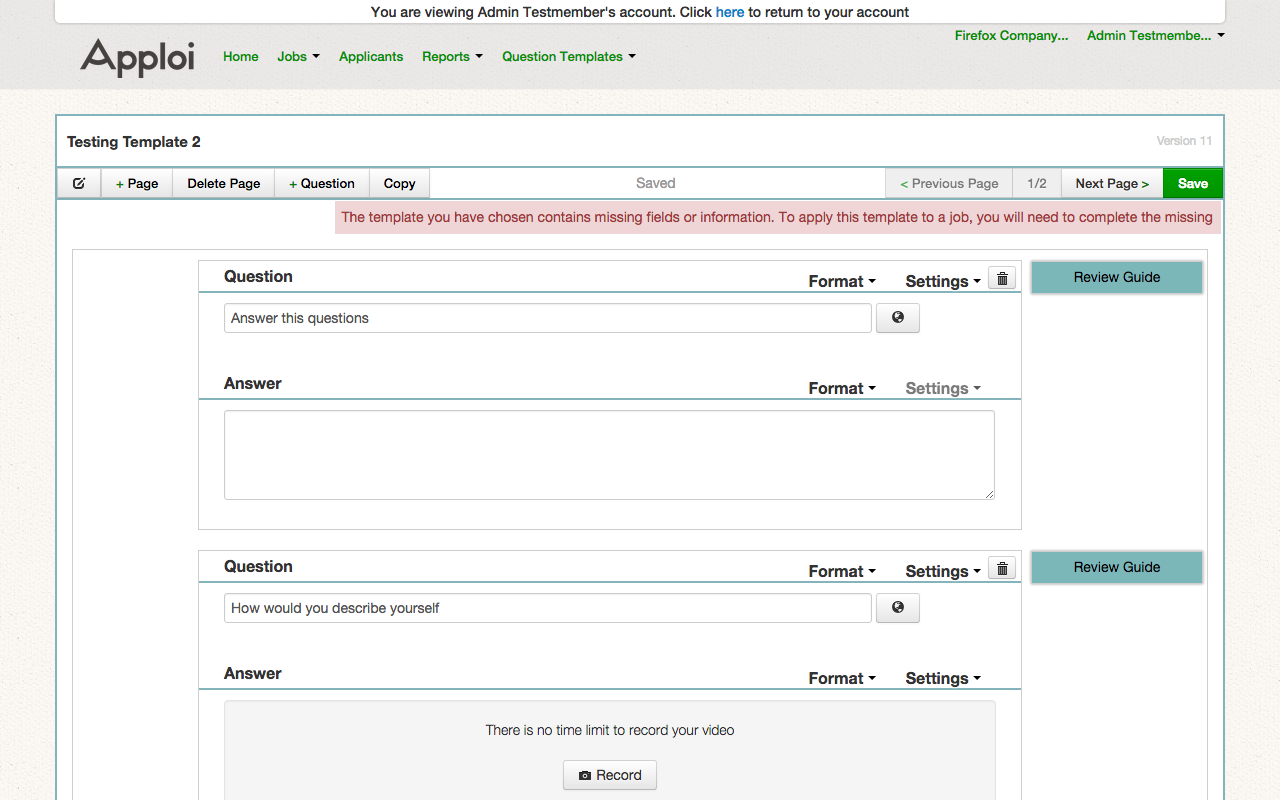 You are viewing Admin Testmember's account. Click here to return to your account
Apploi
Home Jobs Applicants Reports Question Templates
Firefox Company... Admin Testmembe...
Testing Template 2
Version 11
+ Page Delete Page + Question Copy Saved < Previous Page 1/2 Next Page > Save
The template you have chosen contains missing fields or information. To apply this template to a job, you will need to complete the missing
Question Format Settings Review Guide
Answer this questions
Answer Format Settings
Question Format Settings Review Guide
How would you describe yourself
Answer Format Settings
There is no time limit to record your video
Record